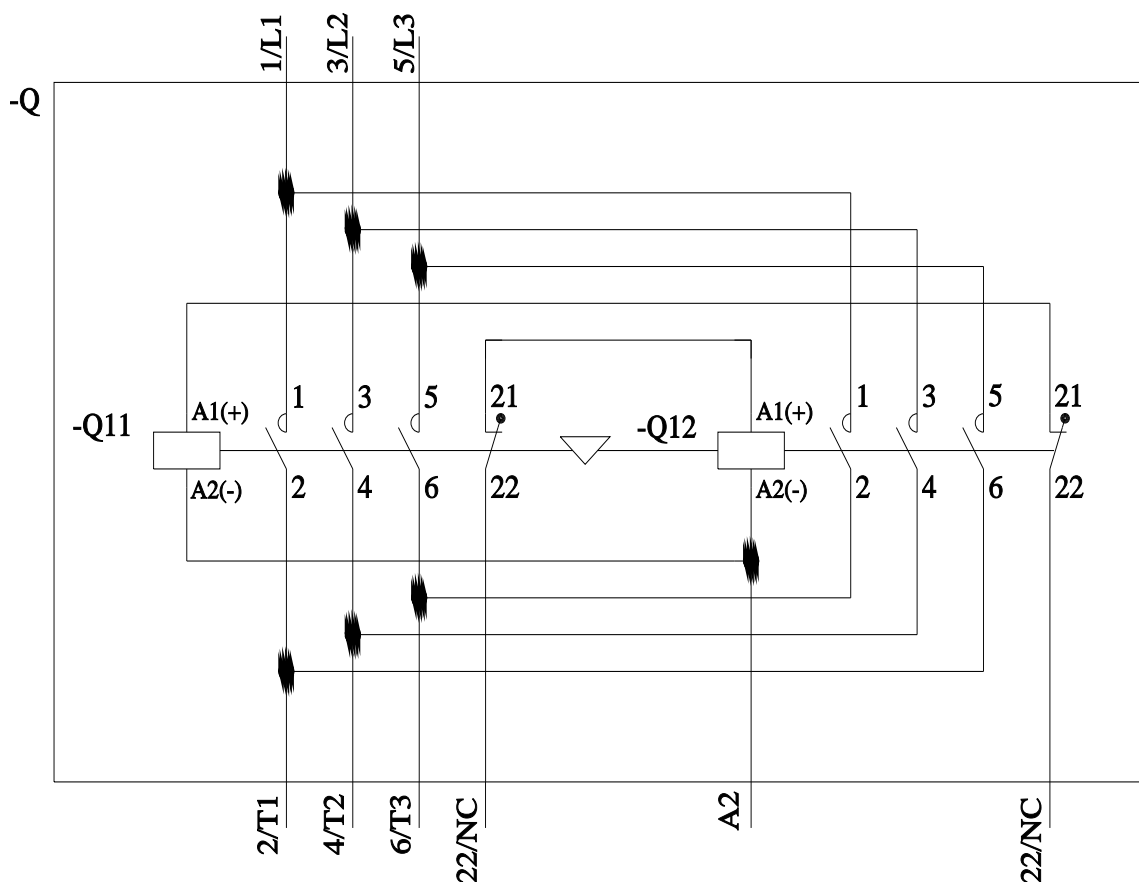 1/L1
3/L2
5/L3
-Q
1
3
5
21
1
3
5
21
-Q11
A1(+)
-Q12
A1(+)
A2(-)
2
4
6
22
A2(-)
2
4
6
22
2/T1
4/T2
6/T3
22/NC
A2
22/NC